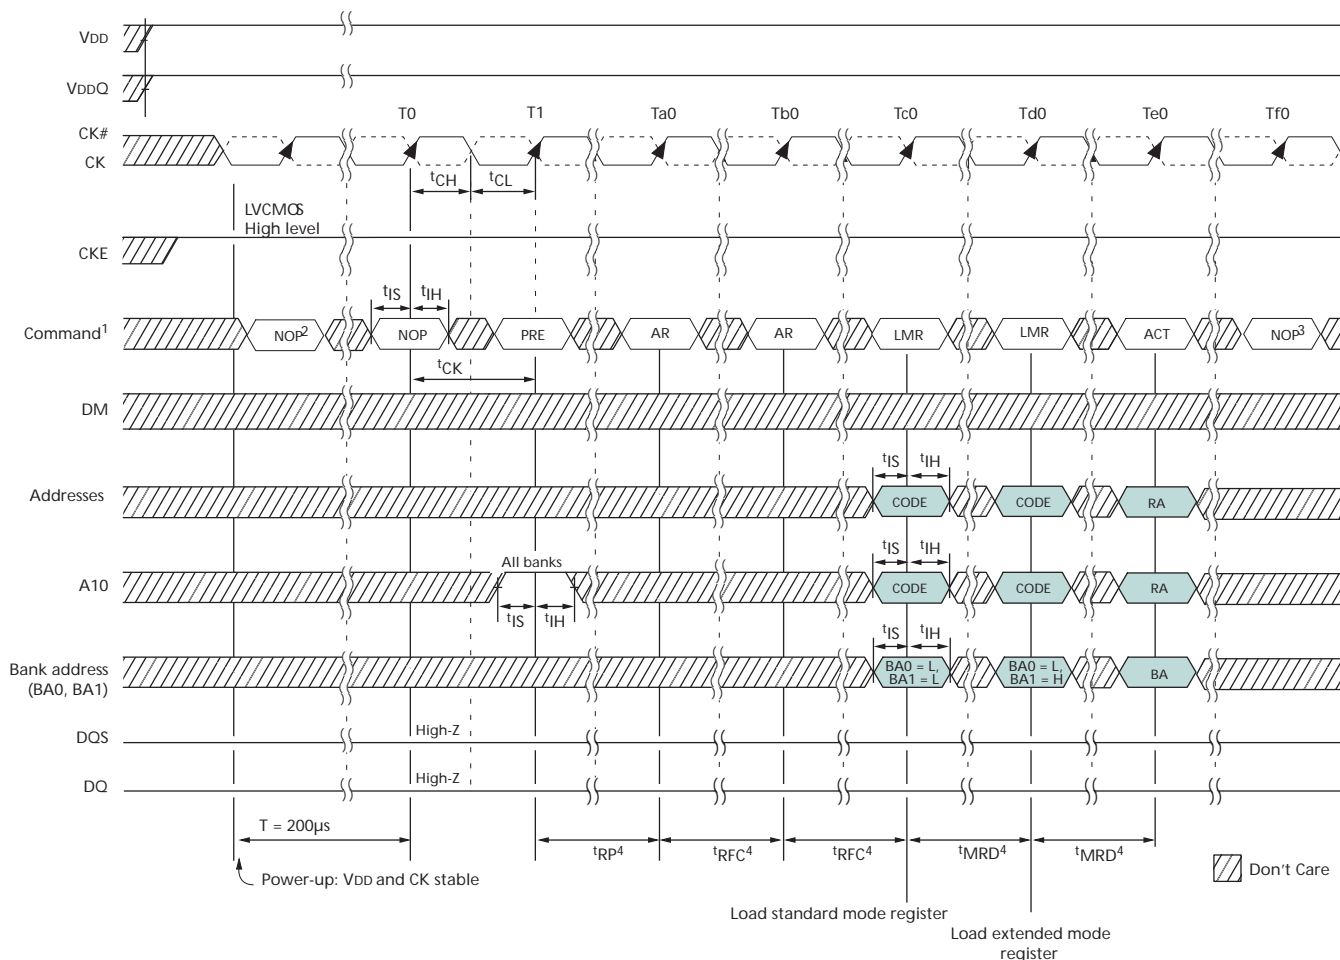 VDD
VDDQ
T0 T1 Ta0 Tb0 Tc0 Td0 Te0 Tf0
CK#
CK
tCH tCL
LVCMOS
High level
CKE
tIS tIH
Command1 NOP2 NOP PRE AR AR LMR LMR ACT NOP3
tCK
DM
tIS tIH
Addresses CODE CODE RA
All banks tIS tIH
A10 CODE CODE RA
tIS tIH tIS tIH
Bank address
(BA0, BA1)
BA0 = L,
BA1 = L
BA0 = L,
BA1 = H
BA
DQS High-Z
DQ High-Z
T = 200µs
tRP4 tRFC4 tRFC4 tMRD4 tMRD4
Power-up: VDD and CK stable
Don't Care
Load standard mode register
Load extended mode
register